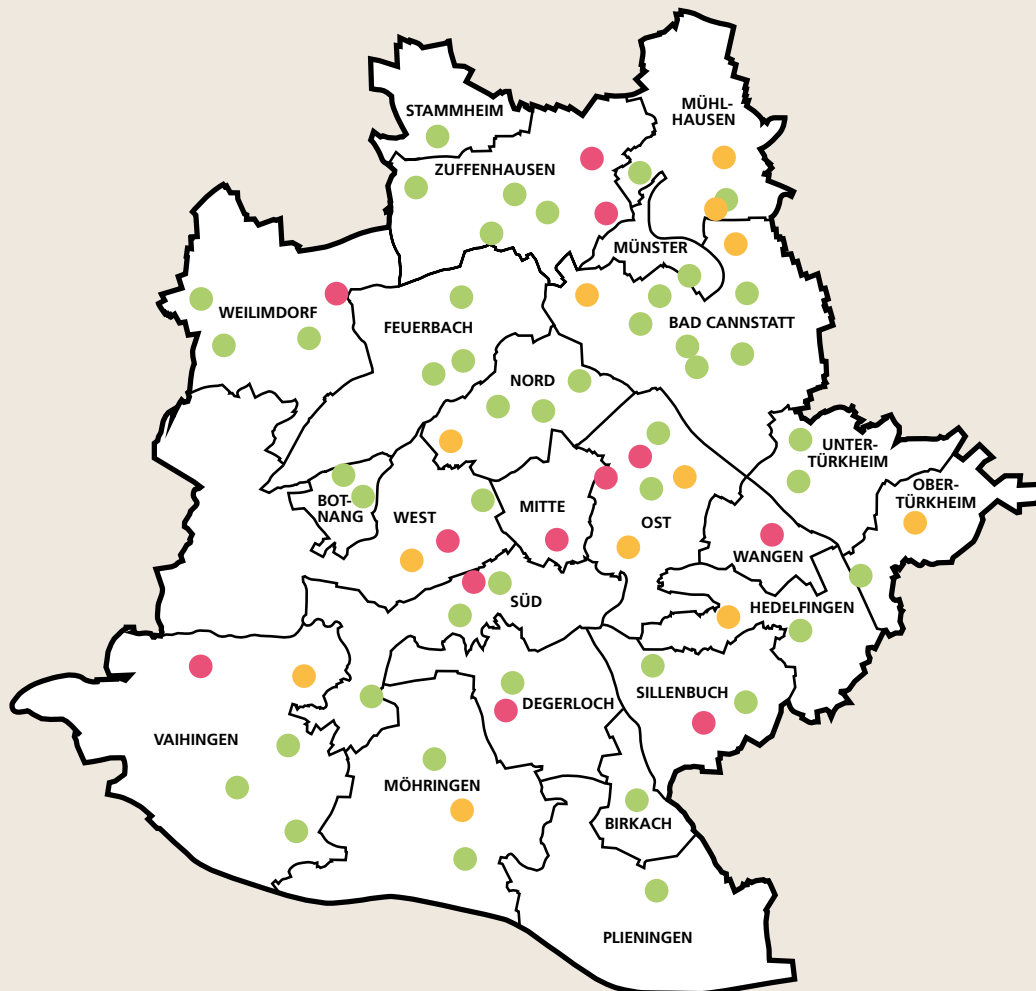 STAMMHEIM
MÜHL-
HAUSEN
ZUFFENHAUSEN
MÜNSTER
WEILIMDORF
FEUERBACH
BAD CANNSTATT
NORD
UNTER-
TÜRKHEIM
OBER-
TÜRKHEIM
BOT-
NANG
WEST
MITTE
OST
WANGEN
SÜD
HEDELFINGEN
SILLENBUCH
DEGERLOCH
VAIHINGEN
MÖHRINGEN
BIRKACH
PLIENINGEN